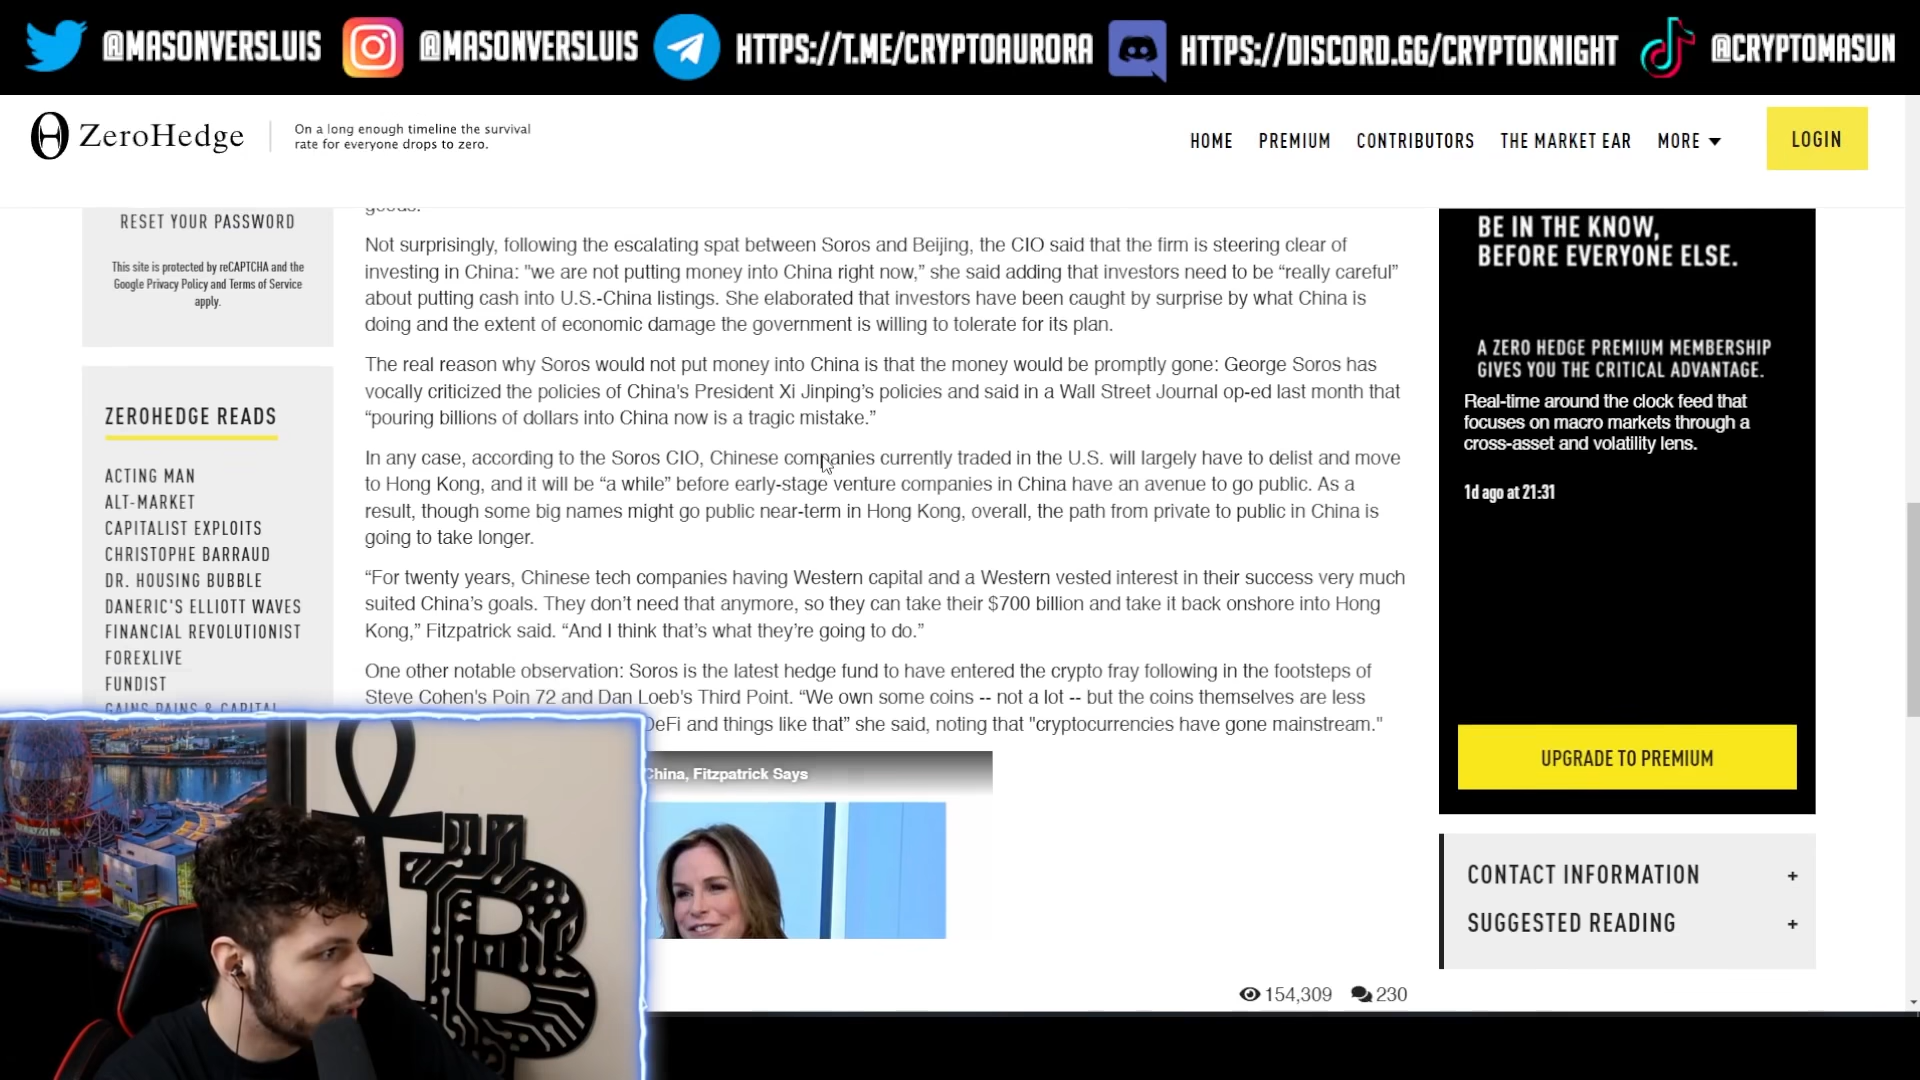 @MASONVERSLUIS @MASONVERSLUIS HTTPS://T.ME/CRYPTOAURORA HTTPS://DISCORD.GG/CRYPTOKNIGHT @CRYPTOMASUN
ZeroHedge
On a long enough timeline the survival
rate for everyone drops to zero.
HOME PREMIUM CONTRIBUTORS THE MARKET EAR MORE
LOGIN
RESET YOUR PASSWORD
This site is protected by reCAPTCHA and the
Google Privacy Policy and Terms of Service
apply.
ZEROHEDGE READS
ACTING MAN
ALT-MARKET
CAPITALIST EXPLOITS
CHRISTOPHE BARRAUD
DR. HOUSING BUBBLE
DANERIC'S ELLIOTT WAVES
FINANCIAL REVOLUTIONIST
FOREXLIVE
FUNDIST
GAINS PAINS & CAPITAL
goods.
Not surprisingly, following the escalating spat between Soros and Beijing, the CIO said that the firm is steering clear of
investing in China: "we are not putting money into China right now,” she said adding that investors need to be “really careful”
about putting cash into U.S.-China listings. She elaborated that investors have been caught by surprise by what China is
doing and the extent of economic damage the government is willing to tolerate for its plan.
The real reason why Soros would not put money into China is that the money would be promptly gone: George Soros has
vocally criticized the policies of China's President Xi Jinping’s policies and said in a Wall Street Journal op-ed last month that
“pouring billions of dollars into China now is a tragic mistake.”
In any case, according to the Soros CIO, Chinese companies currently traded in the U.S. will largely have to delist and move
to Hong Kong, and it will be “a while” before early-stage venture companies in China have an avenue to go public. As a
result, though some big names might go public near-term in Hong Kong, overall, the path from private to public in China is
going to take longer.
“For twenty years, Chinese tech companies having Western capital and a Western vested interest in their success very much
suited China’s goals. They don’t need that anymore, so they can take their $700 billion and take it back onshore into Hong
Kong,” Fitzpatrick said. “And I think that’s what they’re going to do.”
One other notable observation: Soros is the latest hedge fund to have entered the crypto fray following in the footsteps of
Steve Cohen's Poin 72 and Dan Loeb's Third Point. “We own some coins -- not a lot -- but the coins themselves are less
DeFi and things like that” she said, noting that "cryptocurrencies have gone mainstream."
China, Fitzpatrick Says
154,309 230
BE IN THE KNOW,
BEFORE EVERYONE ELSE.
A ZERO HEDGE PREMIUM MEMBERSHIP
GIVES YOU THE CRITICAL ADVANTAGE.
Real-time around the clock feed that
focuses on macro markets through a
cross-asset and volatility lens.
1d ago at 21:31
UPGRADE TO PREMIUM
CONTACT INFORMATION +
SUGGESTED READING +